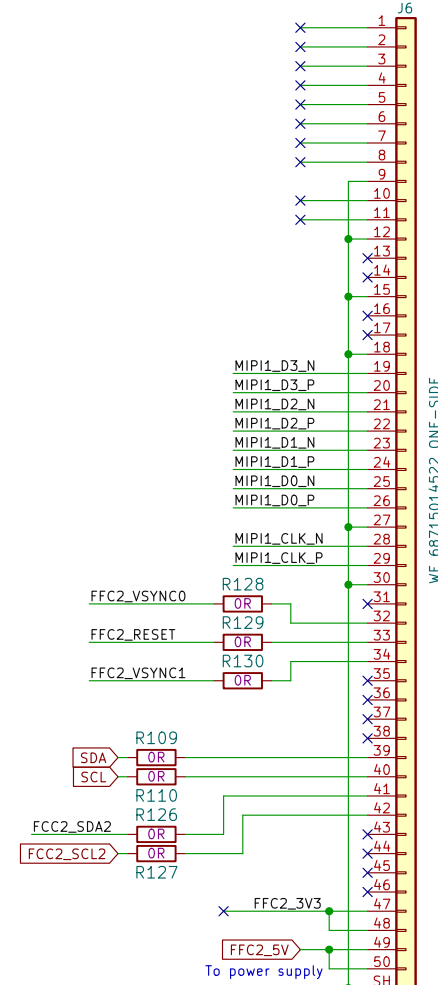 J6
1
2
3
4
5
6
7
8
9
10
11
12
13
14
15
16
17
18
MIPI1_D3_N 19
MIPI1_D3_P 20
MIPI1_D2_N 21
MIPI1_D2_P 22
MIPI1_D1_N 23
MIPI1_D1_P 24
MIPI1_D0_N 25
MIPI1_D0_P 26
27
MIPI1_CLK_N 28
MIPI1_CLK_P 29
R128 30
FFC2_VSYNC0 0R 31
R129 32
FFC2_RESET 0R 33
R130 34
FFC2_VSYNC1 0R 35
36
37
R109 38
SDA 0R 39
SCL 0R 40
R110 41
R126 42
FCC2_SDA2 0R 43
FCC2_SCL2 0R 44
R127 45
46
FFC2_3V3 47
48
FFC2_5V 49
To power supply 50
SH
WE_68715014522_ONE-SIDE